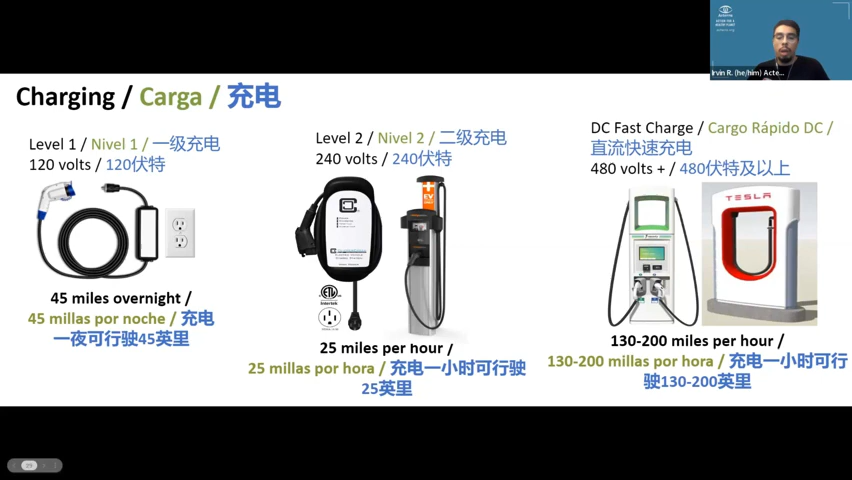 Irvin R. (he/him) Acte...
Charging / Carga / 充电
Level 1 / Nivel 1 / 一级充电
120 volts / 120伏特
45 miles overnight /
45 millas por noche / 充电
一夜可行驶45英里
Level 2 / Nivel 2 / 二级充电
240 volts / 240伏特
EV
ETL
Intertek
25 miles per hour /
25 millas por hora / 充电一小时可行驶
25英里
DC Fast Charge / Cargo Rápido DC /
直流快速充电
480 volts + / 480伏特及以上
TESLA
130-200 miles per hour /
130-200 millas por hora / 充电一小时可行
驶130-200英里